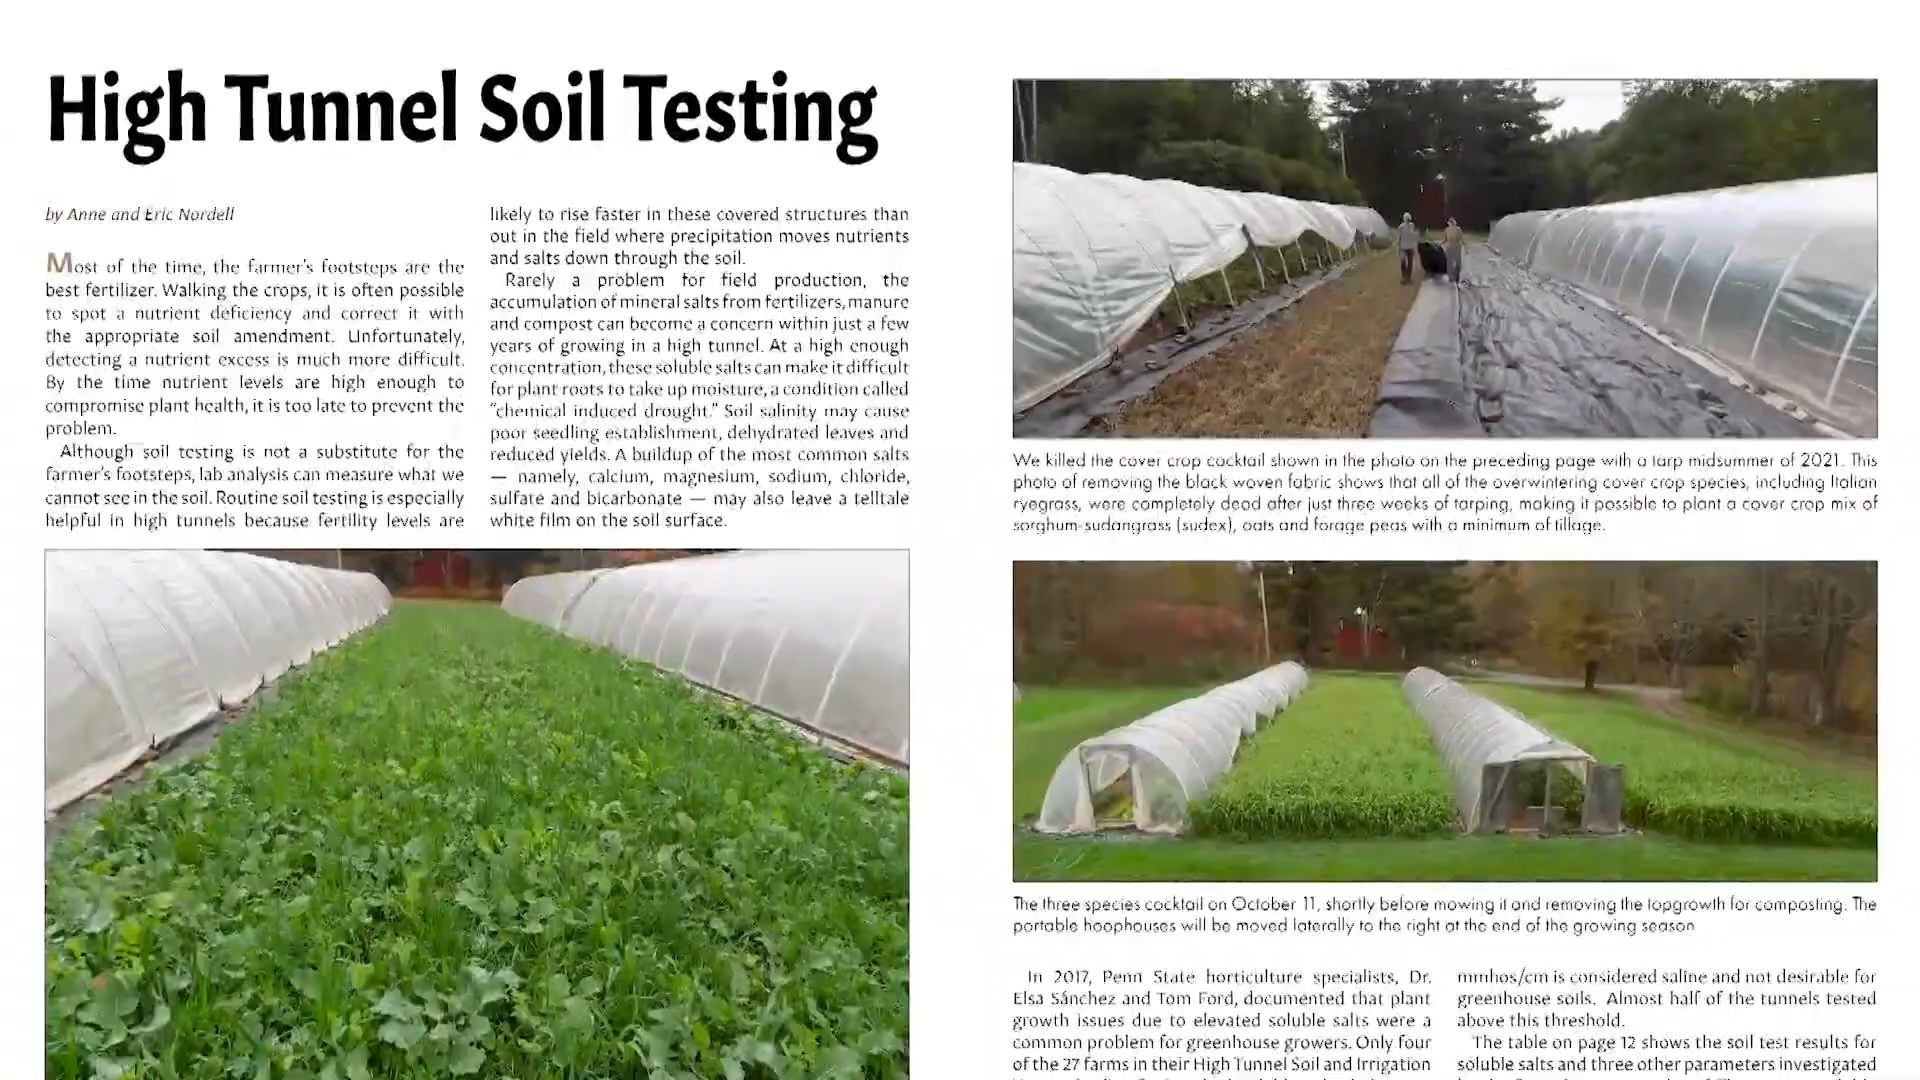 High Tunnel Soil Testing
by Anne and Eric Nordell
Most of the time, the farmer's footsteps are the
best fertilizer. Walking the crops, it is often possible
to spot a nutrient deficiency and correct it with
the appropriate soil amendment. Unfortunately,
detecting a nutrient excess is much more difficult.
By the time nutrient levels are high enough to
compromise plant health, it is too late to prevent the
problem.
Although soil testing is not a substitute for the
farmer's footsteps, lab analysis can measure what we
cannot see in the soil. Routine soil testing is especially
helpful in high tunnels because fertility levels are
likely to rise faster in these covered structures than
out in the field where precipitation moves nutrients
and salts down through the soil.
Rarely a problem for field production, the
accumulation of mineral salts from fertilizers, manure
and compost can become a concern within just a few
years of growing in a high tunnel. At a high enough
concentration, these soluble salts can make it difficult
for plant roots to take up moisture, a condition called
"chemical induced drought." Soil salinity may cause
poor seedling establishment, dehydrated leaves and
reduced yields. A buildup of the most common salts
— namely, calcium, magnesium, sodium, chloride,
sulfate and bicarbonate — may also leave a telltale
white film on the soil surface.
We killed the cover crop cocktail shown in the photo on the preceding page with a tarp midsummer of 2021. This
photo of removing the black woven fabric shows that all of the overwintering cover crop species, including Italian
ryegrass, were completely dead after just three weeks of tarping, making it possible to plant a cover crop mix of
sorghum-sudangrass (sudex), oats and forage peas with a minimum of tillage.
The three species cocktail on October 11, shortly before mowing it and removing the topgrowth for composting. The
portable hoophouses will be moved laterally to the right at the end of the growing season
In 2017, Penn State horticulture specialists, Dr.
Elsa Sánchez and Tom Ford, documented that plant
growth issues due to elevated soluble salts were a
common problem for greenhouse growers. Only four
of the 27 farms in their High Tunnel Soil and Irrigation
mmhos/cm is considered saline and not desirable for
greenhouse soils. Almost half of the tunnels tested
above this threshold.
The table on page 12 shows the soil test results for
soluble salts and three other parameters investigated